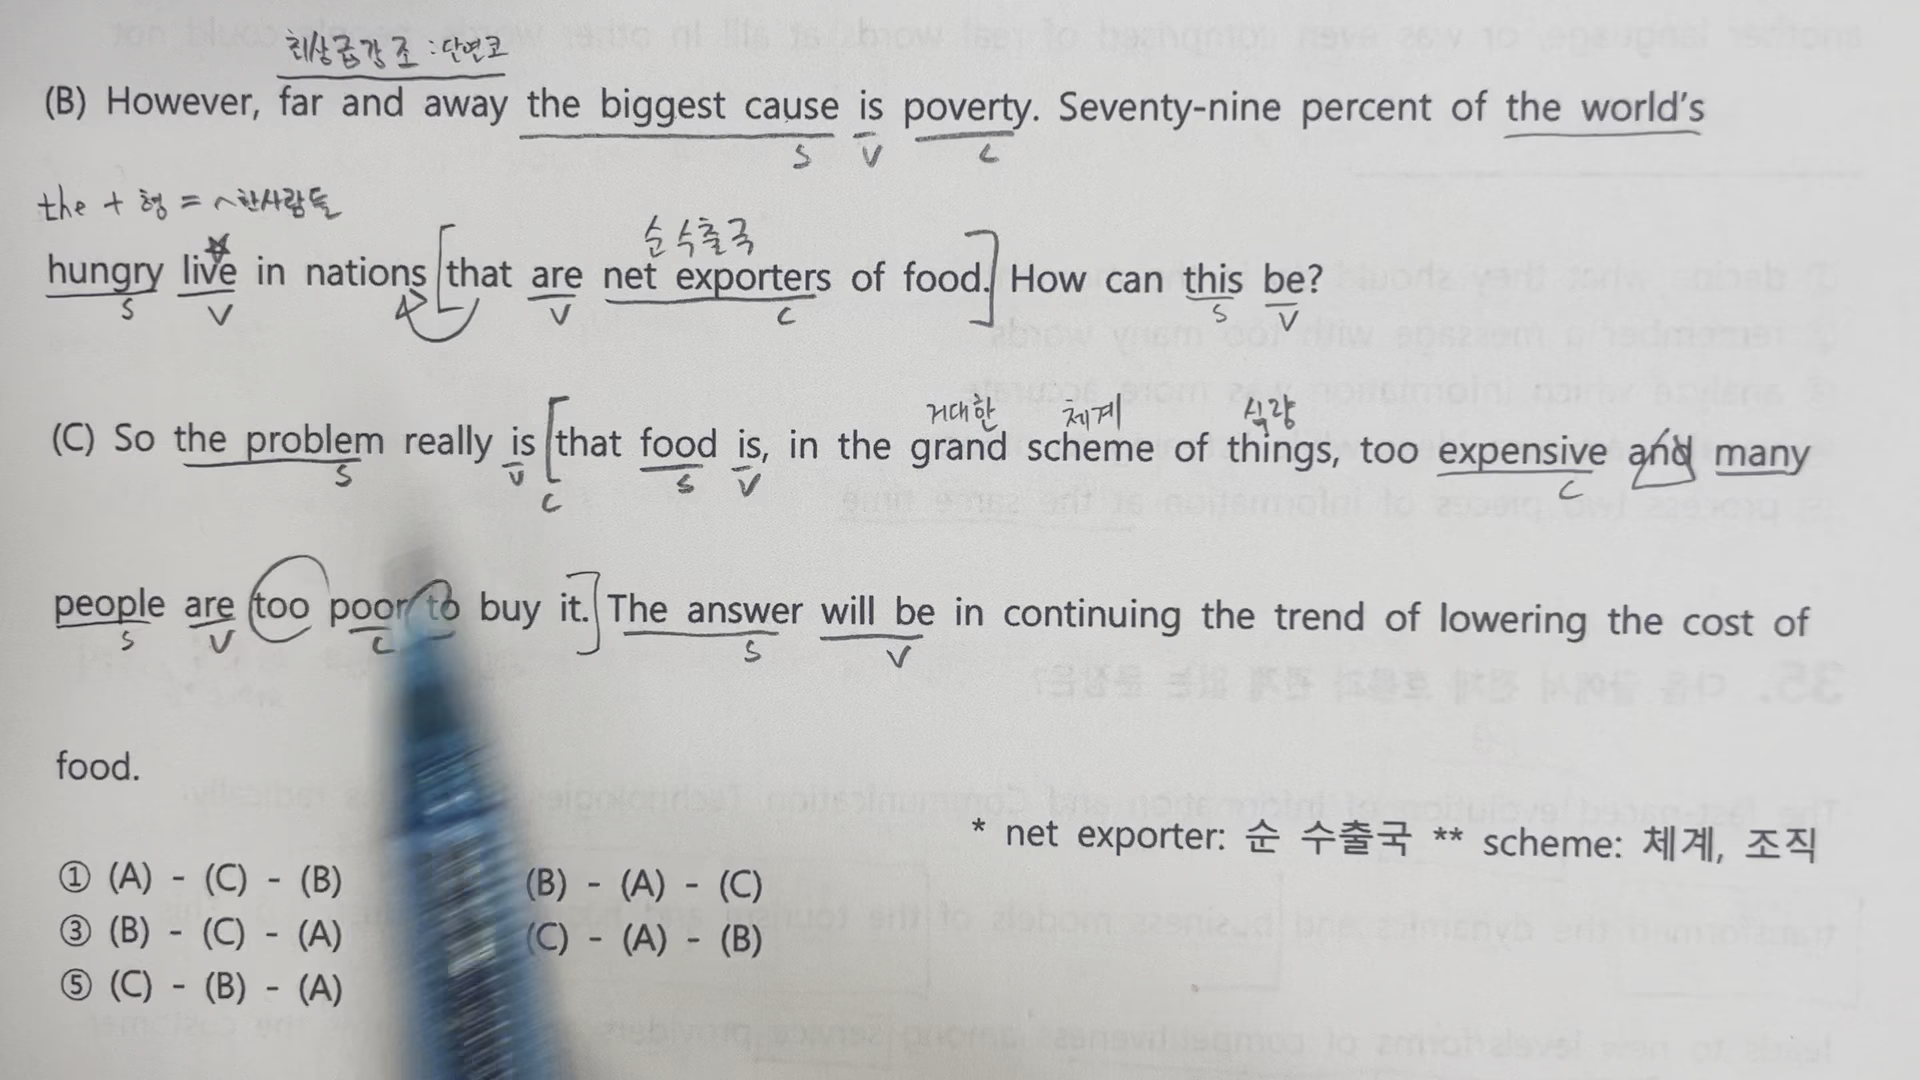 최상급강조 : 단연코
(B) However, far and away the biggest cause is poverty. Seventy-nine percent of the world's
S V C
the + 형 = ~한사람들
순수출국
hungry live in nations that are net exporters of food. How can this be?
S V V C S V
거대한 체계 식량
(C) So the problem really is that food is, in the grand scheme of things, too expensive and many
S V C S V C
people are too poor to buy it. The answer will be in continuing the trend of lowering the cost of
S V C S V
food.
* net exporter: 순 수출국 ** scheme: 체계, 조직
① (A) - (C) - (B) (B) - (A) - (C)
③ (B) - (C) - (A) (C) - (A) - (B)
⑤ (C) - (B) - (A)